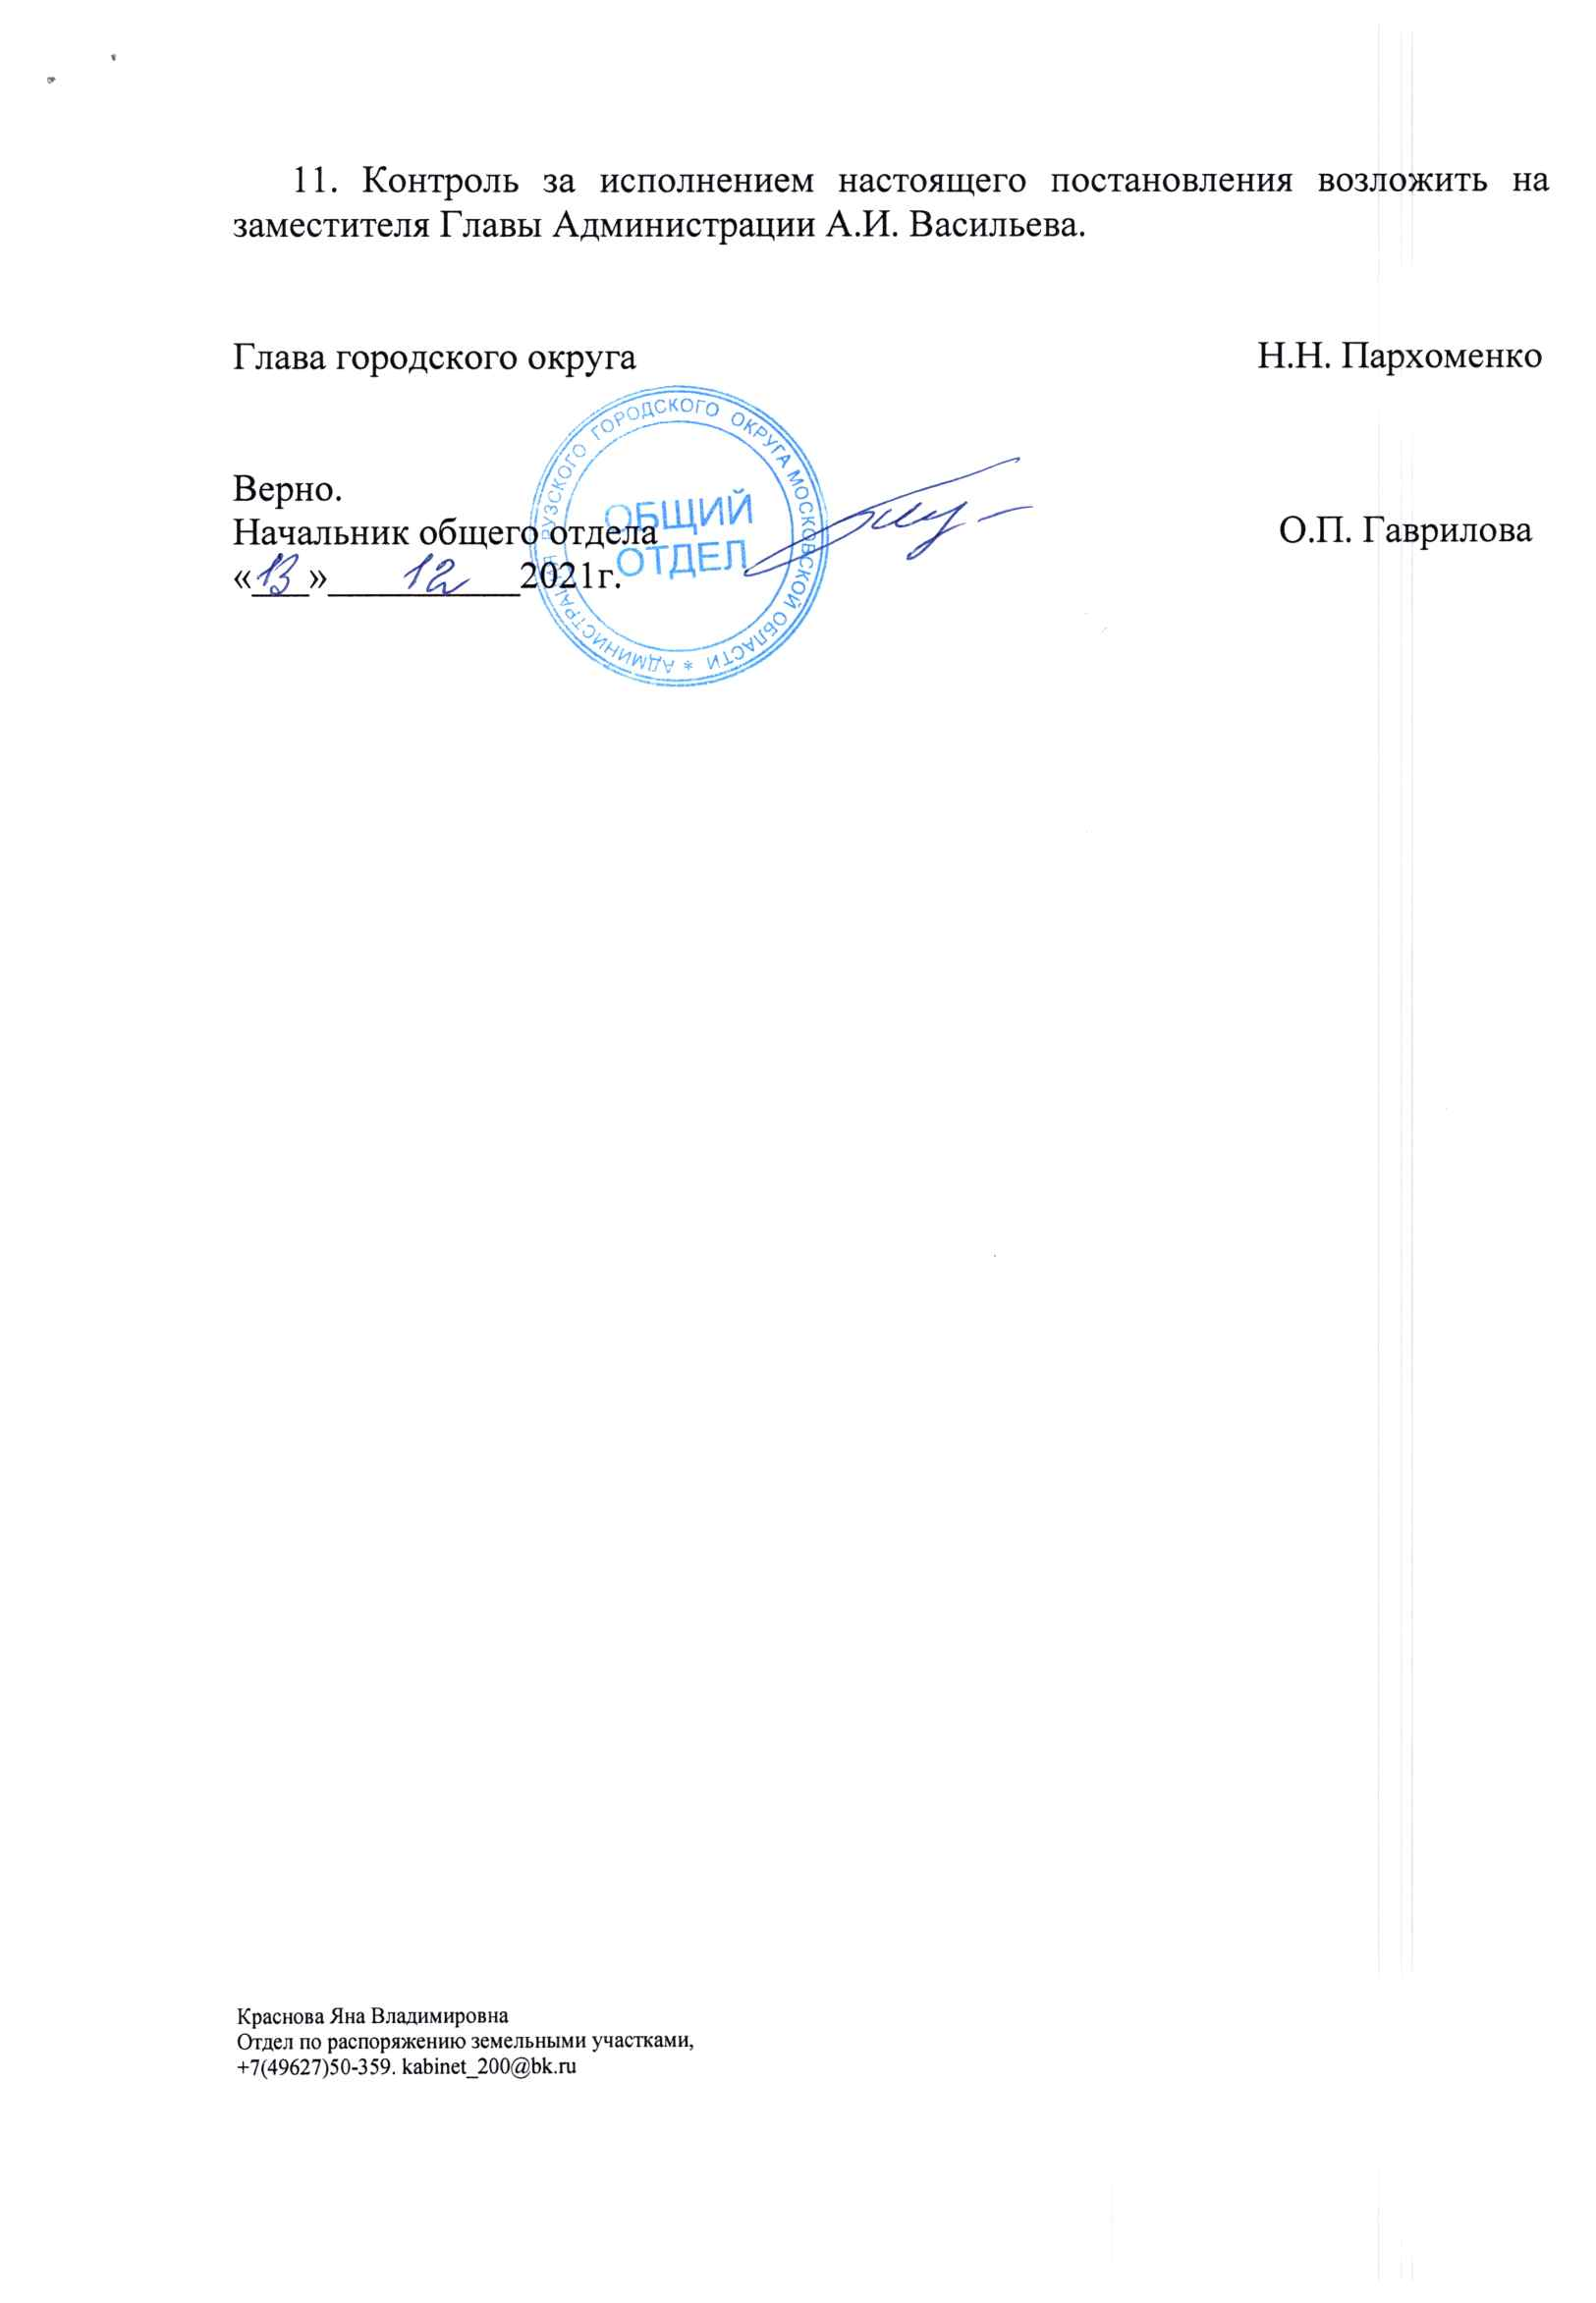 11. Контроль за исполнением настоящего постановления возложить на
заместителя Главы Администрации А.И. Васильева.
Глава городского округа Н.Н. Пархоменко
Верно.
Начальник общего отдела О.П. Гаврилова
«13» 12 2021г.
АДМИНИСТРАЦИЯ РУЗСКОГО ГОРОДСКОГО ОКРУГА МОСКОВСКОЙ ОБЛАСТИ *
ОБЩИЙ
ОТДЕЛ
Краснова Яна Владимировна
Отдел по распоряжению земельными участками,
+7(49627)50-359. kabinet_200@bk.ru